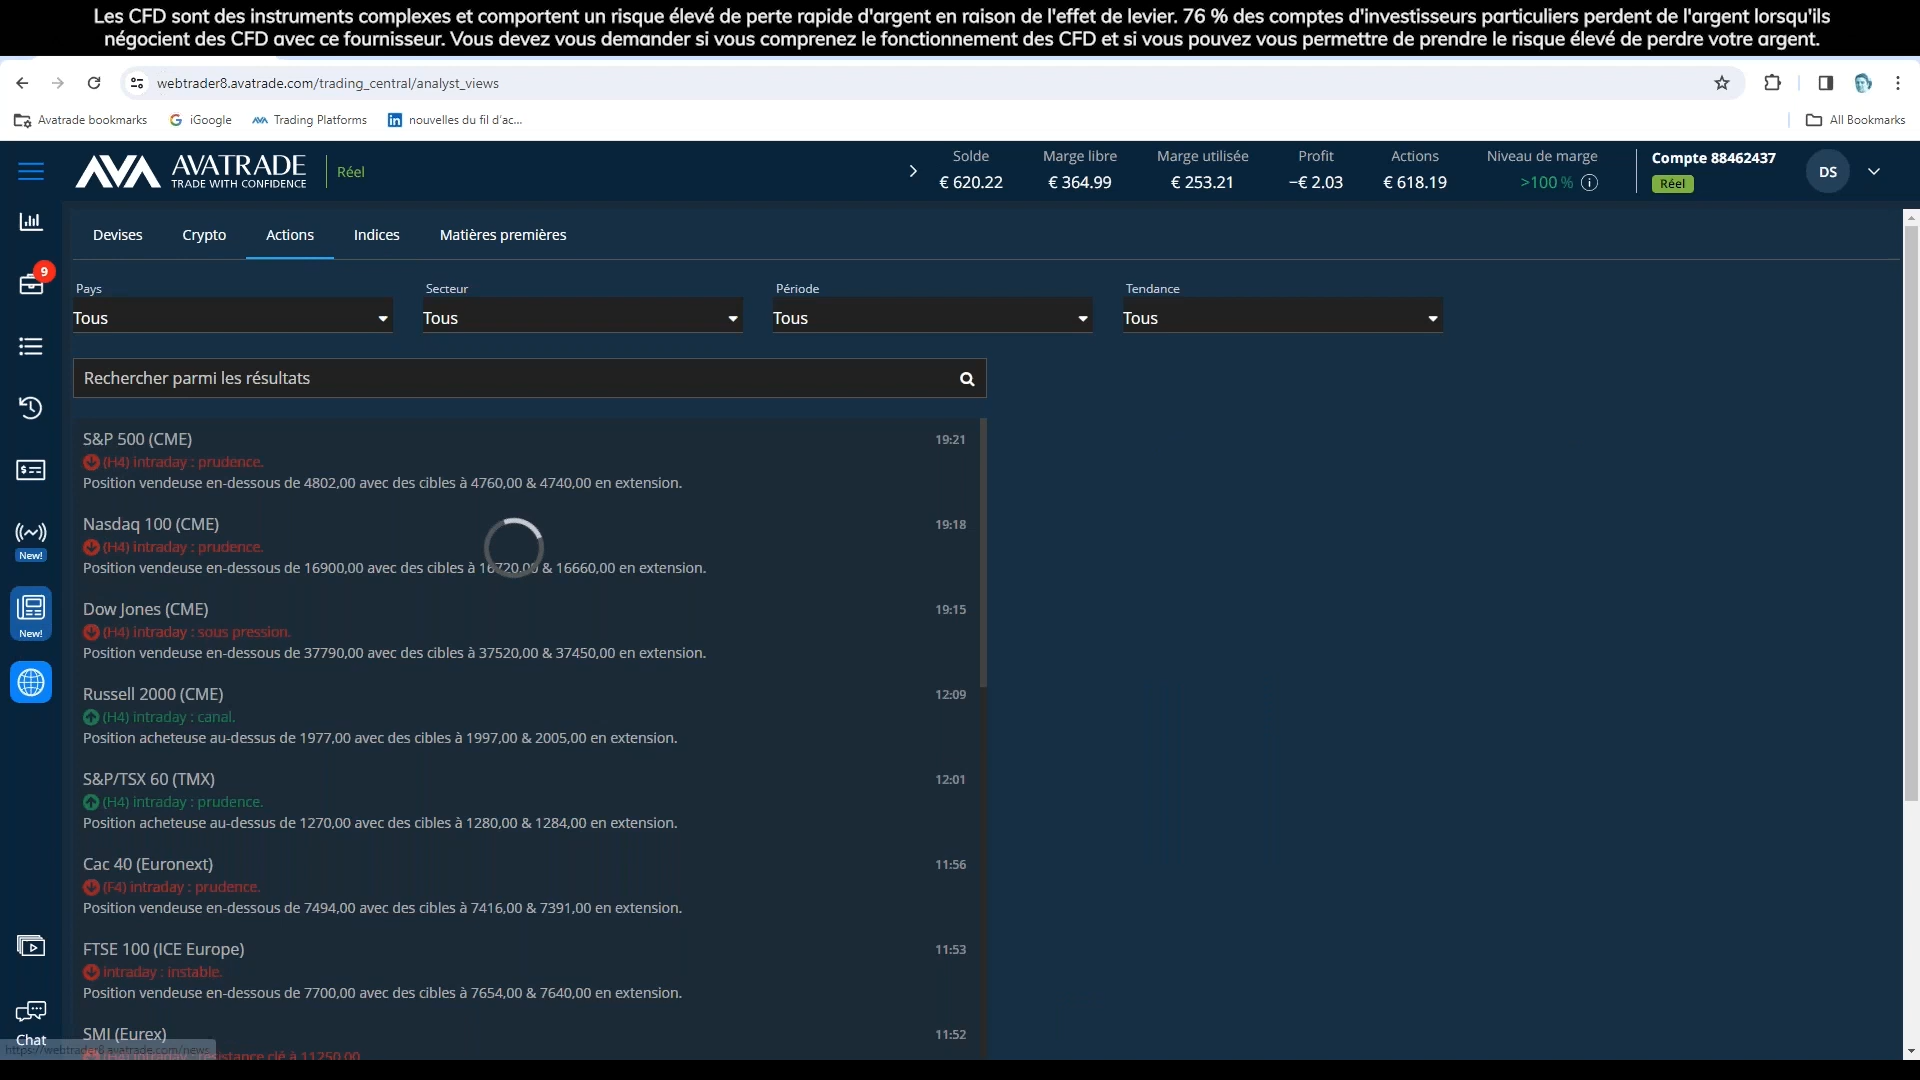 Les CFD sont des instruments complexes et comportent un risque élevé de perte rapide d'argent en raison de l'effet de levier. 76 % des comptes d'investisseurs particuliers perdent de l'argent lorsqu'ils
négocient des CFD avec ce fournisseur. Vous devez vous demander si vous comprenez le fonctionnement des CFD et si vous pouvez vous permettre de prendre le risque élevé de perdre votre argent.
webtrader8.avatrade.com/trading_central/analyst_views
Avatrade bookmarks iGoogle Trading Platforms nouvelles du fil d'ac... All Bookmarks
AVA AVATRADE
TRADE WITH CONFIDENCE
Réel
Solde Marge libre Marge utilisée Profit Actions Niveau de marge Compte 88462437
€ 620.22 € 364.99 € 253.21 −€ 2.03 € 618.19 >100 % Réel
DS
9
Devises Crypto Actions Indices Matières premières
Pays Secteur Période Tendance
Tous Tous Tous Tous
Rechercher parmi les résultats
S&P 500 (CME) 19:21
(H4) intraday : prudence.
Position vendeuse en-dessous de 4802,00 avec des cibles à 4760,00 & 4740,00 en extension.
Nasdaq 100 (CME) 19:18
(H4) intraday : prudence.
Position vendeuse en-dessous de 16900,00 avec des cibles à 16720,00 & 16660,00 en extension.
New!
Dow Jones (CME) 19:15
(H4) intraday : sous pression.
Position vendeuse en-dessous de 37790,00 avec des cibles à 37520,00 & 37450,00 en extension.
New!
Russell 2000 (CME) 12:09
(H4) intraday : canal.
Position acheteuse au-dessus de 1977,00 avec des cibles à 1997,00 & 2005,00 en extension.
S&P/TSX 60 (TMX) 12:01
(H4) intraday : prudence.
Position acheteuse au-dessus de 1270,00 avec des cibles à 1280,00 & 1284,00 en extension.
Cac 40 (Euronext) 11:56
(F4) intraday : prudence.
Position vendeuse en-dessous de 7494,00 avec des cibles à 7416,00 & 7391,00 en extension.
FTSE 100 (ICE Europe) 11:53
intraday : instable.
Position vendeuse en-dessous de 7700,00 avec des cibles à 7654,00 & 7640,00 en extension.
SMI (Eurex) 11:52
Chat
https://webtrader8.avatrade.com/news
résistance clé à 11250,00